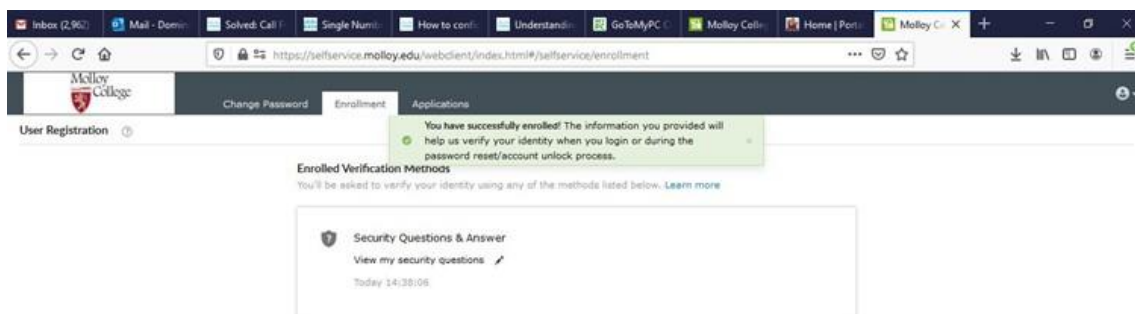 Inbox (2,962)
Mail - Domin
Solved: Call F
Single Numb
How to confi
Understandin
GoToMyPC
Molloy Colle
Home | Porta
Molloy Co
https://selfservice.molloy.edu/webclient/index.html#/selfservice/enrollment
Molloy
College
Change Password
Enrollment
Applications
User Registration
You have successfully enrolled! The information you provided will
help us verify your identity when you login or during the
password reset/account unlock process.
Enrolled Verification Methods
You'll be asked to verify your identity using any of the methods listed below. Learn more
Security Questions & Answer
View my security questions
Today 14:38:06